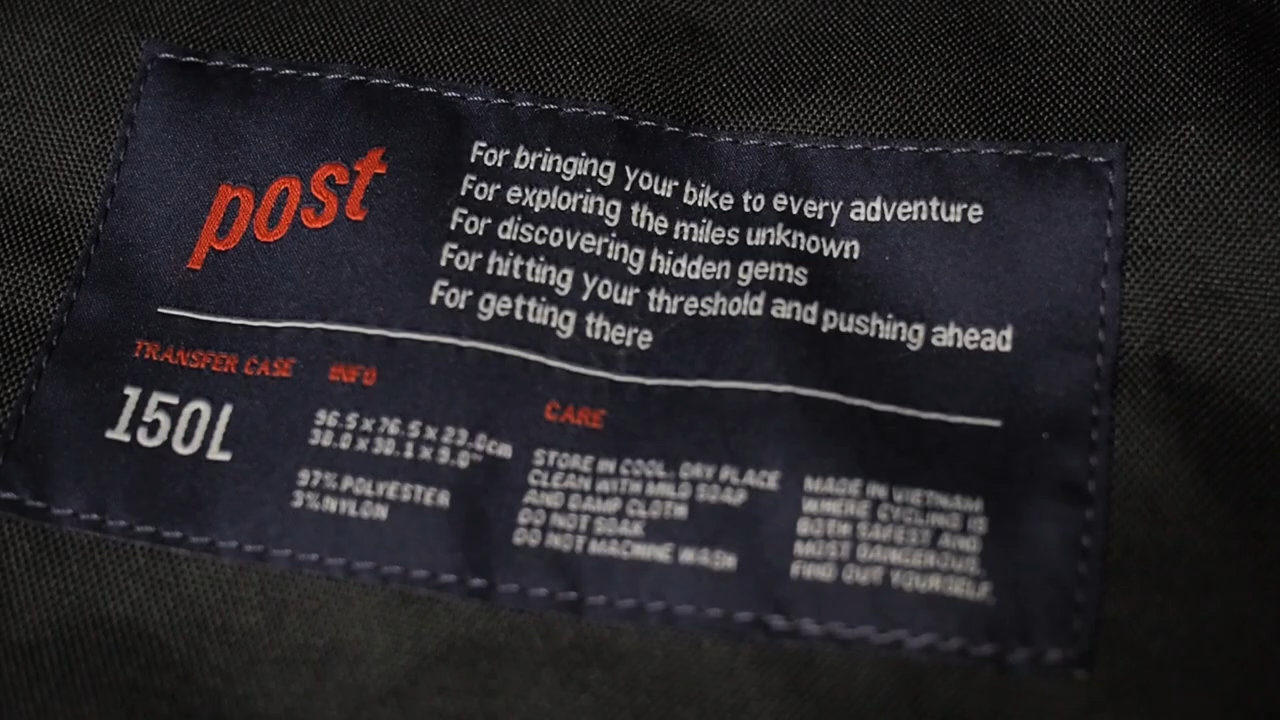 post
For bringing your bike to every adventure
For exploring the miles unknown
For discovering hidden gems
For hitting your threshold and pushing ahead
For getting there
TRANSFER CASE
150L
INFO
96.5 x 76.5 x 23.0cm
38.0 x 30.1 x 9.0"
97% POLYESTER
3% NYLON
CARE
STORE IN COOL, DRY PLACE
CLEAN WITH MILD SOAP
AND DAMP CLOTH
DO NOT SOAK
DO NOT MACHINE WASH
MADE IN VIETNAM
WHERE CYCLING IS
BOTH SAFEST AND
MOST DANGEROUS.
FIND OUT YOURSELF.